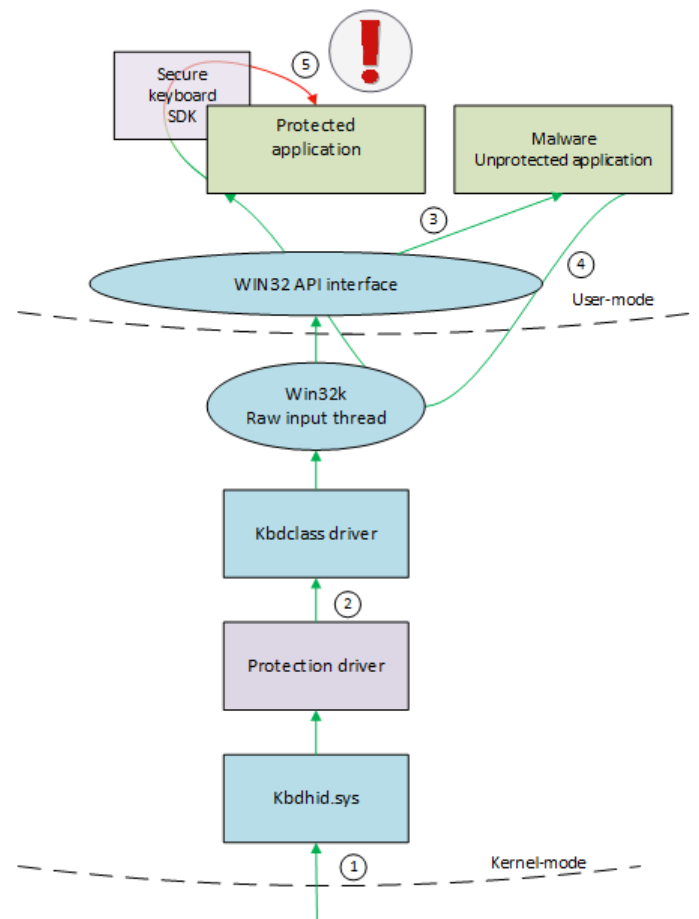 5
Secure
keyboard
SDK
Protected
application
Malware
Unprotected application
3
4
WIN32 API interface
User-mode
Win32k
Raw input thread
Kbdclass driver
2
Protection driver
Kbdhid.sys
1
Kernel-mode